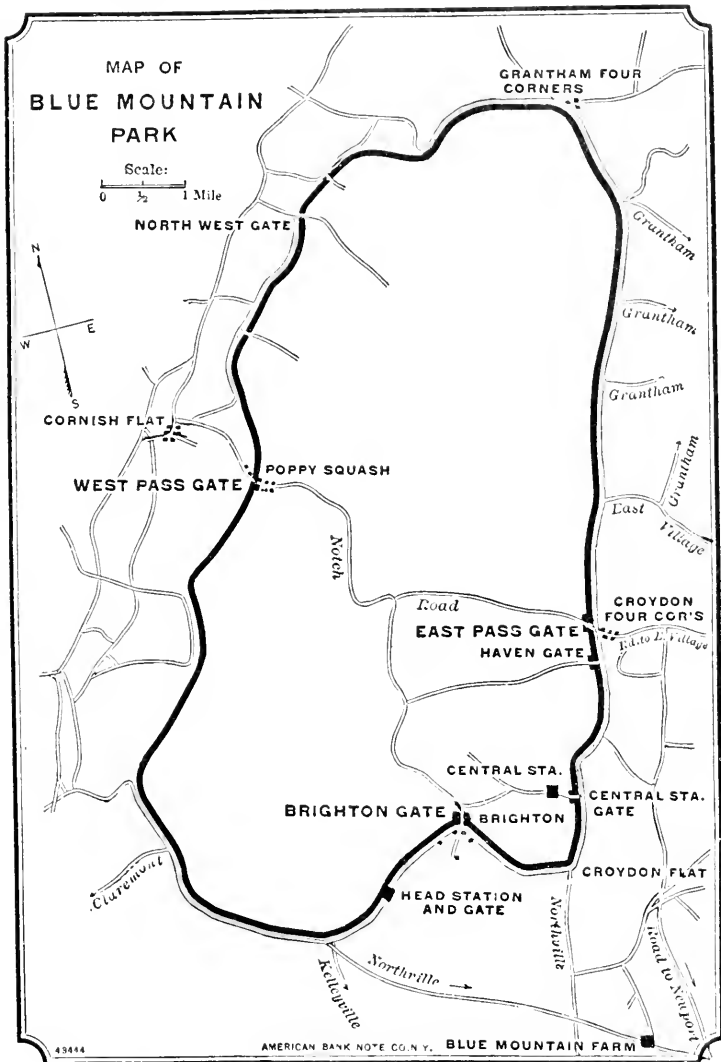 MAP OF
BLUE MOUNTAIN
PARK
Scale:
0 ½ 1 Mile
GRANTHAM FOUR
CORNERS
NORTH WEST GATE
Grantham
N
W E
S
Grantham
Grantham
CORNISH FLAT
POPPY SQUASH
WEST PASS GATE
Grantham
East
Village
Notch
Road
CROYDON
FOUR COR'S
EAST PASS GATE
Rd. to E. Village
HAVEN GATE
CENTRAL STA.
CENTRAL STA.
GATE
BRIGHTON GATE
BRIGHTON
CROYDON FLAT
Claremont
HEAD STATION
AND GATE
Northville
Road to Newport
Northville
Kelleyville
43444
AMERICAN BANK NOTE CO. N.Y.
BLUE MOUNTAIN FARM